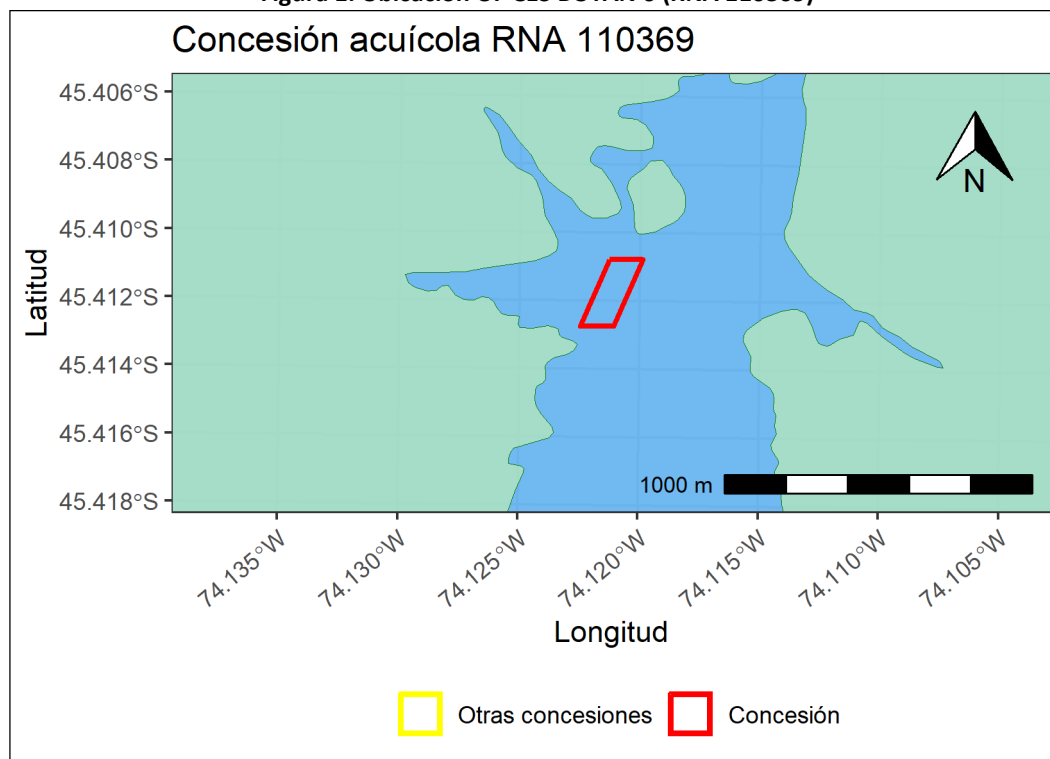 Concesión acuícola RNA 110369
45.406°S
45.408°S
45.410°S
45.412°S
45.414°S
45.416°S
45.418°S
Latitud
N
1000 m
74.135°W
74.130°W
74.125°W
74.120°W
74.115°W
74.110°W
74.105°W
Longitud
Otras concesiones
Concesión